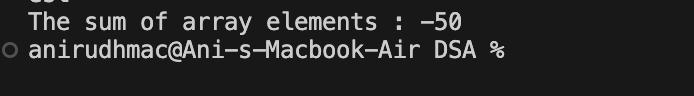 The sum of array elements : -50
anirudhmac@Ani-s-Macbook-Air DSA %